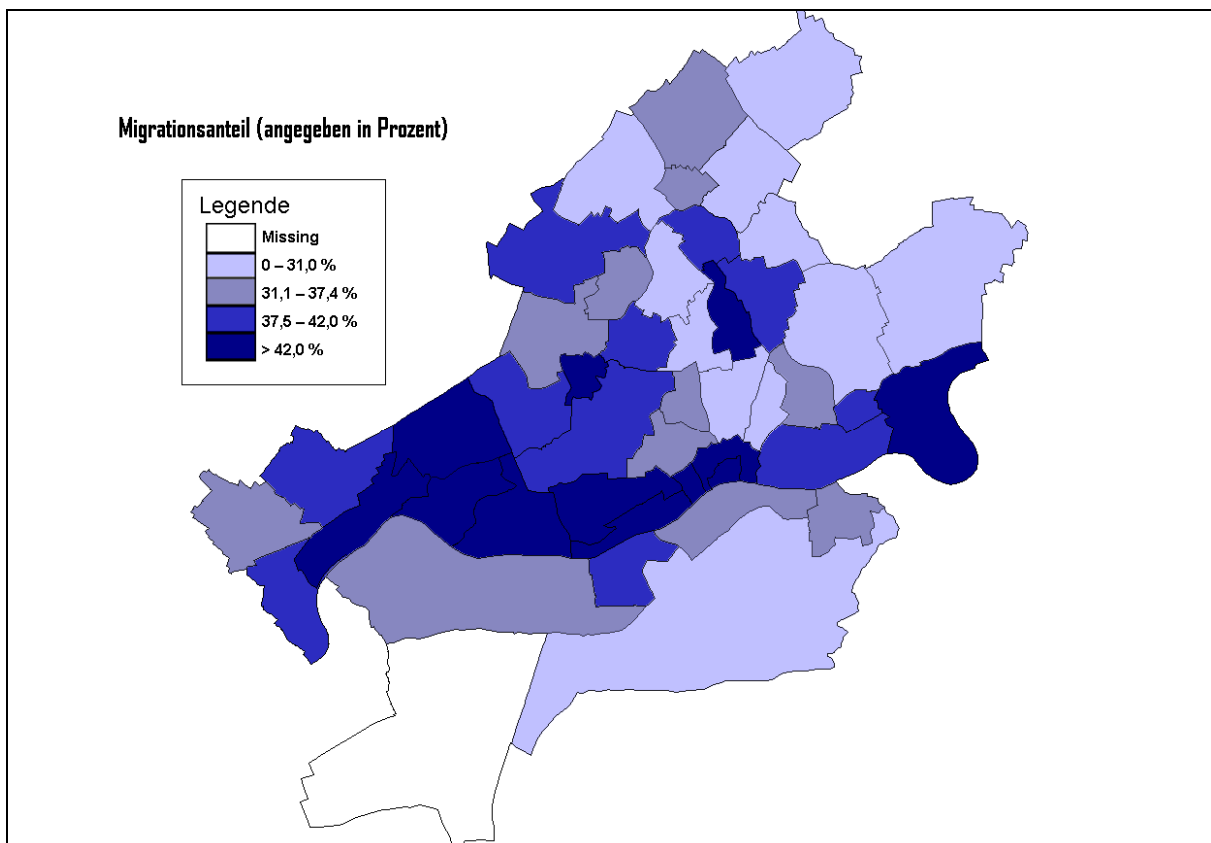 Migrationsanteil (angegeben in Prozent)
Legende
Missing
0 – 31,0 %
31,1 – 37,4 %
37,5 – 42,0 %
> 42,0 %